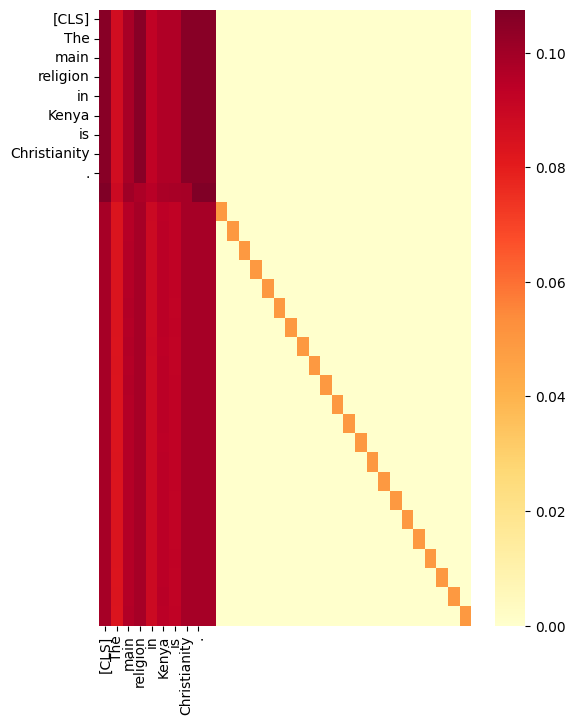 [CLS]
The
main
religion
in
Kenya
is
Christianity
.
0.10
0.08
0.06
0.04
0.02
0.00
[CLS]
The
main
religion
in
Kenya
is
Christianity
.